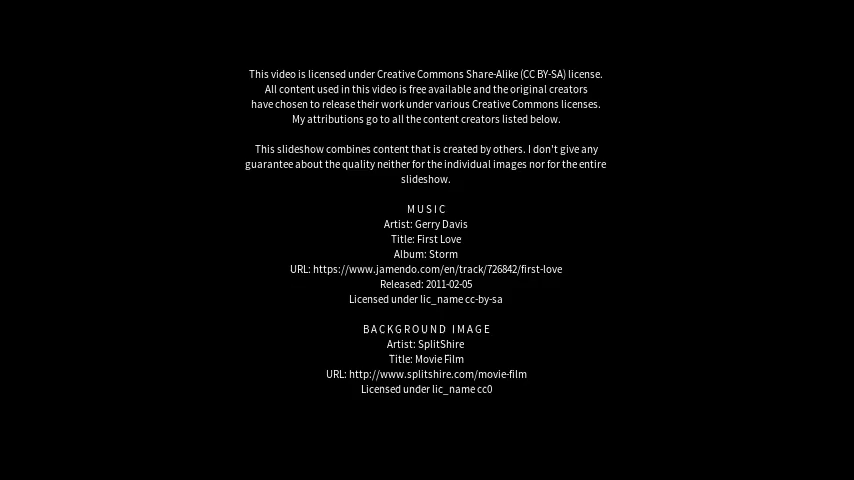 This video is licensed under Creative Commons Share-Alike (CC BY-SA) license.
All content used in this video is free available and the original creators
have chosen to release their work under various Creative Commons licenses.
My attributions go to all the content creators listed below.
This slideshow combines content that is created by others. I don't give any
guarantee about the quality neither for the individual images nor for the entire
slideshow.
MUSIC
Artist: Gerry Davis
Title: First Love
Album: Storm
URL: https://www.jamendo.com/en/track/726842/first-love
Released: 2011-02-05
Licensed under lic_name cc-by-sa
BACKGROUND IMAGE
Artist: SplitShire
Title: Movie Film
URL: http://www.splitshire.com/movie-film
Licensed under lic_name cc0